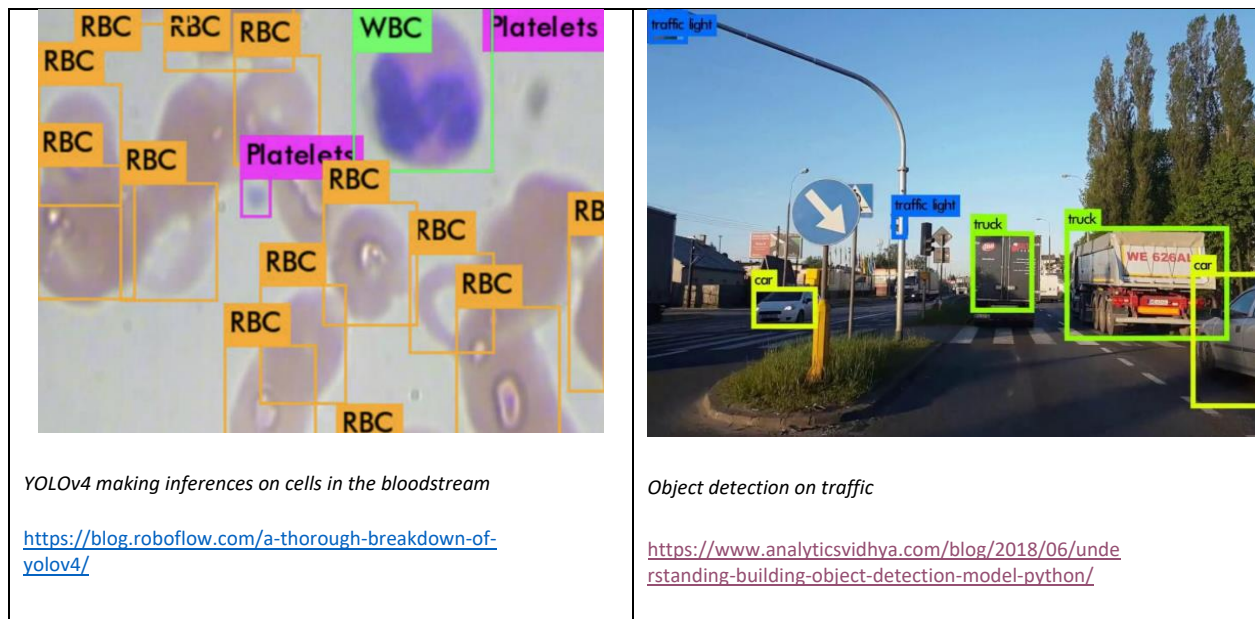 RBC RBC RBC WBC Platelets
RBC
RBC RBC Platelets
RBC
RB
RBC
RBC
RBC
RBC
RBC
traffic light
traffic light
truck truck
WE 626AL
car
car
YOLOv4 making inferences on cells in the bloodstream
https://blog.roboflow.com/a-thorough-breakdown-of-
yolov4/
Object detection on traffic
https://www.analyticsvidhya.com/blog/2018/06/unde
rstanding-building-object-detection-model-python/